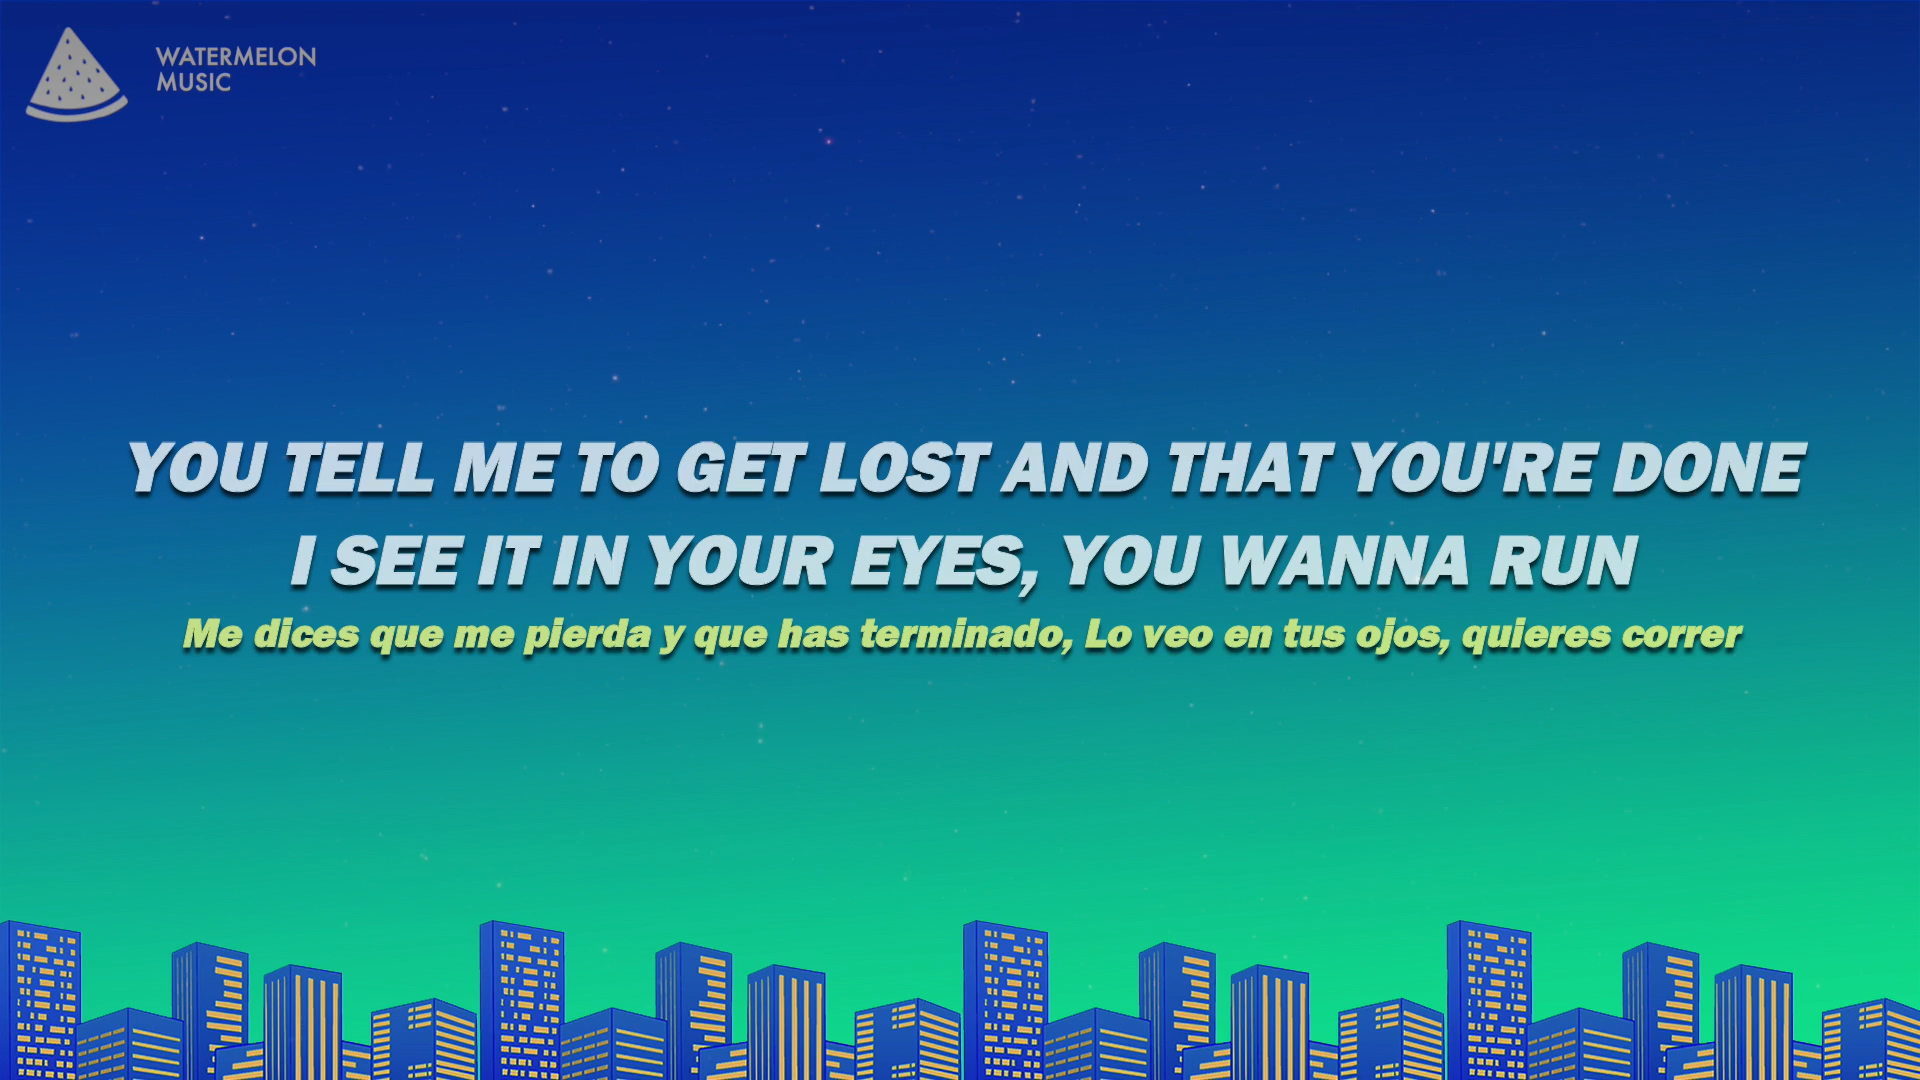 WATERMELON
MUSIC
YOU TELL ME TO GET LOST AND THAT YOU'RE DONE
I SEE IT IN YOUR EYES, YOU WANNA RUN
Me dices que me pierda y que has terminado, Lo veo en tus ojos, quieres correr